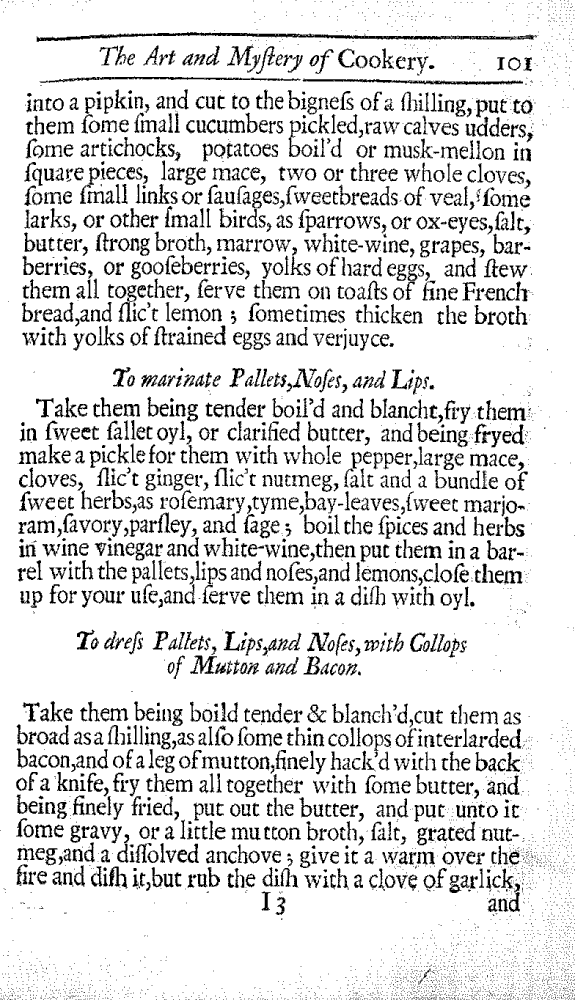 The Art and Myſtery of Cookery. 101
into a pipkin, and cut to the bigneſs of a ſhilling, put to
them ſome ſmall cucumbers pickled,raw calves udders,
ſome artichocks, potatoes boil'd or musk-mellon in
ſquare pieces, large mace, two or three whole cloves,
ſome ſmall links or ſauſages,ſweetbreads of veal, ſome
larks, or other ſmall birds, as ſparrows, or ox-eyes,ſalt,
butter, ſtrong broth, marrow, white-wine, grapes, bar-
berries, or gooſeberries, yolks of hard eggs, and ſtew
them all together, ſerve them on toaſts of fine French
bread,and ſlic't lemon ; ſometimes thicken the broth
with yolks of ſtrained eggs and verjuyce.
To marinate Pallets,Noſes, and Lips.
Take them being tender boil'd and blancht,fry them
in ſweet ſallet oyl, or clarified butter, and being fryed
make a pickle for them with whole pepper,large mace,
cloves, ſlic't ginger, ſlic't nutmeg, ſalt and a bundle of
ſweet herbs,as roſemary,tyme,bay-leaves,ſweet marjo-
ram,ſavory,parſley, and ſage ; boil the ſpices and herbs
in wine vinegar and white-wine,then put them in a bar-
rel with the pallets,lips and noſes,and lemons,cloſe them
up for your uſe,and ſerve them in a diſh with oyl.
To dreſs Pallets, Lips,and Noſes,with Collops
of Mutton and Bacon.
Take them being boild tender & blanch'd,cut them as
broad as a ſhilling,as alſo ſome thin collops of interlarded
bacon,and of a leg of mutton,finely hack'd with the back
of a knife, fry them all together with ſome butter, and
being finely fried, put out the butter, and put unto it
ſome gravy, or a little mutton broth, ſalt, grated nut-
meg,and a diſſolved anchove ; give it a warm over the
fire and diſh it,but rub the diſh with a clove of garlick,
I 3 and